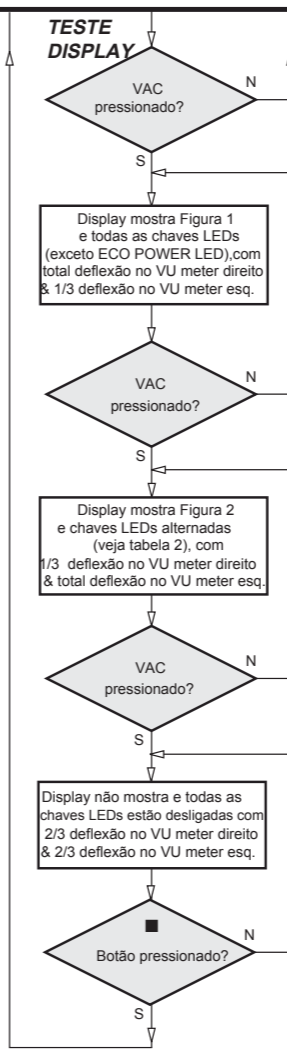 TESTE
DISPLAY
VAC
pressionado?
N
S
Display mostra Figura 1
e todas as chaves LEDs
(exceto ECO POWER LED),com
total deflexão no VU meter direito
& 1/3 deflexão no VU meter esq.
VAC
pressionado?
N
S
Display mostra Figura 2
e chaves LEDs alternadas
(veja tabela 2), com
1/3 deflexão no VU meter direito
& total deflexão no VU meter esq.
VAC
pressionado?
N
S
Display não mostra e todas as
chaves LEDs estão desligadas com
2/3 deflexão no VU meter direito
& 2/3 deflexão no VU meter esq.
Botão pressionado?
N
S